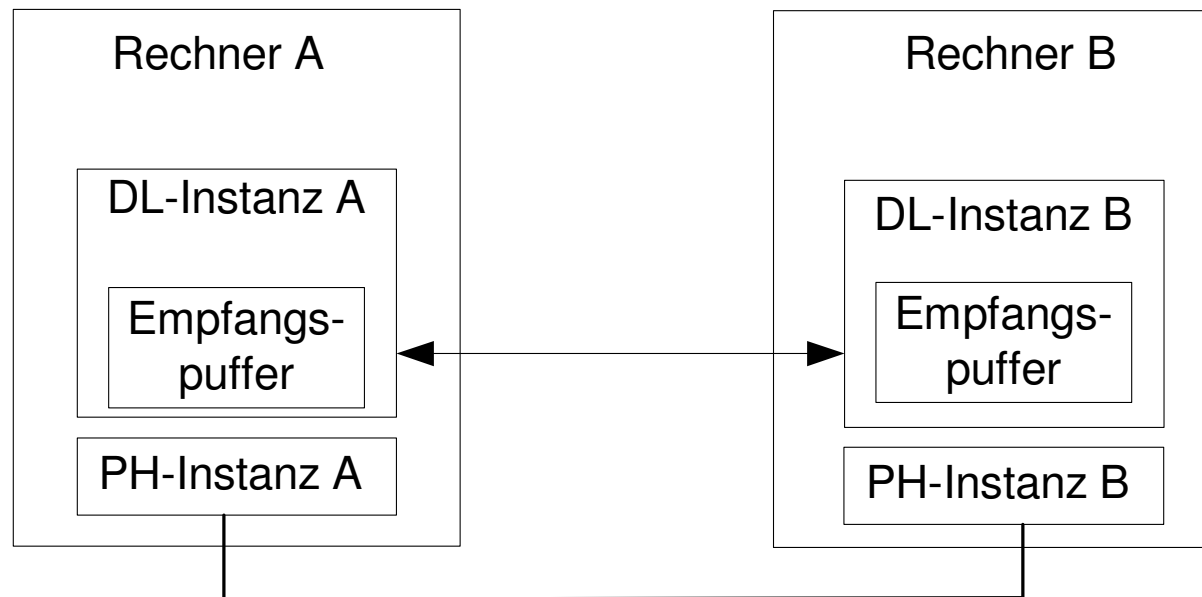 Rechner A
DL-Instanz A
Empfangs-
puffer
PH-Instanz A
Rechner B
DL-Instanz B
Empfangs-
puffer
PH-Instanz B